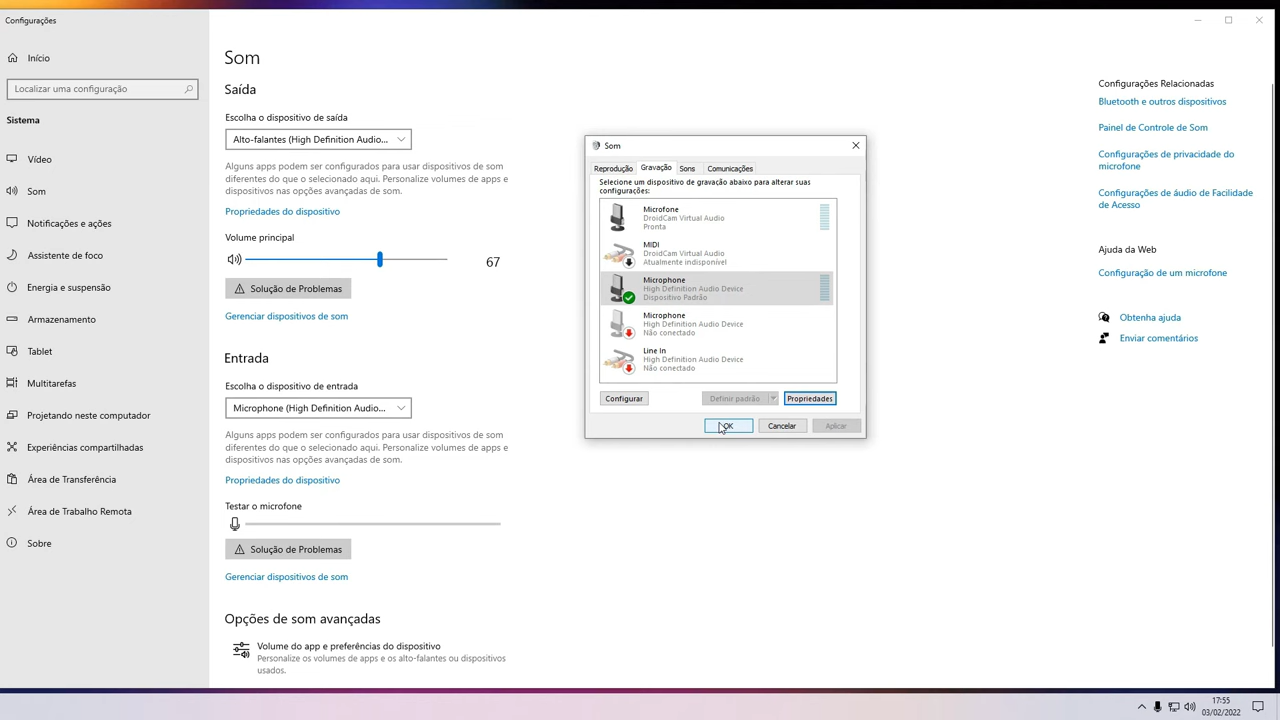 Configurações
Início
Localizar uma configuração
Sistema
Vídeo
Som
Notificações e ações
Assistente de foco
Energia e suspensão
Armazenamento
Tablet
Multitarefas
Projetando neste computador
Experiências compartilhadas
Área de Transferência
Área de Trabalho Remota
Sobre
Som
Saída
Escolha o dispositivo de saída
Alto-falantes (High Definition Audio...
Alguns apps podem ser configurados para usar dispositivos de som
diferentes do que o selecionado aqui. Personalize volumes de apps e
dispositivos nas opções avançadas de som.
Propriedades do dispositivo
Volume principal
67
Solução de Problemas
Gerenciar dispositivos de som
Entrada
Escolha o dispositivo de entrada
Microphone (High Definition Audio...
Alguns apps podem ser configurados para usar dispositivos de som
diferentes do que o selecionado aqui. Personalize volumes de apps e
dispositivos nas opções avançadas de som.
Propriedades do dispositivo
Testar o microfone
Solução de Problemas
Gerenciar dispositivos de som
Opções de som avançadas
Volume do app e preferências do dispositivo
Personalize os volumes de apps e os alto-falantes ou dispositivos
usados.
Som
Reprodução Gravação Sons Comunicações
Selecione um dispositivo de gravação abaixo para alterar suas
configurações:
Microfone
DroidCam Virtual Audio
Pronta
MIDI
DroidCam Virtual Audio
Atualmente indisponível
Microphone
High Definition Audio Device
Dispositivo Padrão
Microphone
High Definition Audio Device
Não conectado
Line In
High Definition Audio Device
Não conectado
Configurar Definir padrão Propriedades
OK Cancelar Aplicar
Configurações Relacionadas
Bluetooth e outros dispositivos
Painel de Controle de Som
Configurações de privacidade do
microfone
Configurações de áudio de Facilidade
de Acesso
Ajuda da Web
Configuração de um microfone
Obtenha ajuda
Enviar comentários
17:55
03/02/2022